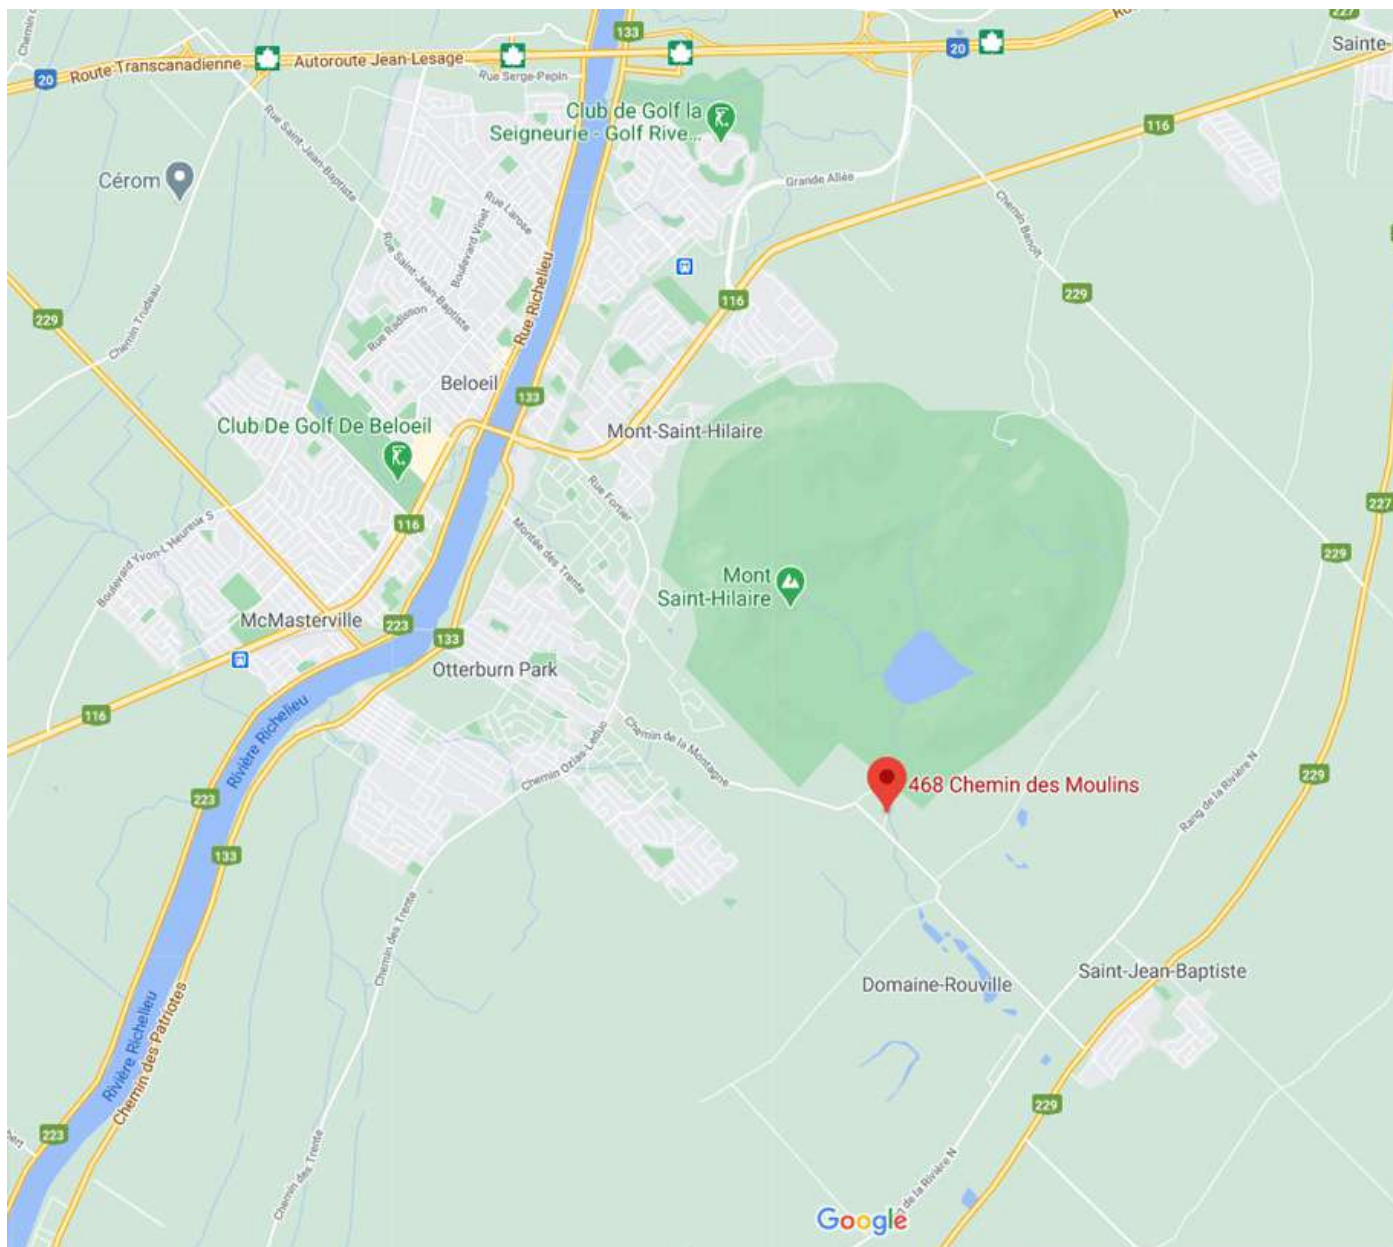 133
Ro
227
Chemin d
Sainte-
20
Route Transcanadienne
Autoroute Jean-Lesage
20
Rue Serge-Pepin
Rue Saint-Jean-Baptiste
Club de Golf la
Seigneurie - Golf Rive...
116
Cérom
Grande Allée
Rue Larose
Boulevard Vinet
Chemin Benoit
Rue Saint-Jean-Baptiste
Rue Richelieu
229
116
229
Chemin Trudeau
Rue Radisson
Beloeil
133
Club De Golf De Beloeil
Mont-Saint-Hilaire
Rue Fortier
227
116
Boulevard Yvon-L'Heureux S
Montée des Trente
229
Mont
Saint-Hilaire
McMasterville
223
133
Otterburn Park
116
Rivière Richelieu
Chemin de la Montagne
Chemin Ozias-Leduc
468 Chemin des Moulins
229
Rang de la Rivière N
223
133
Chemin des Trente
Saint-Jean-Baptiste
Domaine-Rouville
Rivière Richelieu
Chemin des Patriotes
229
223
Chemin des Trente
de la Rivière N
Google